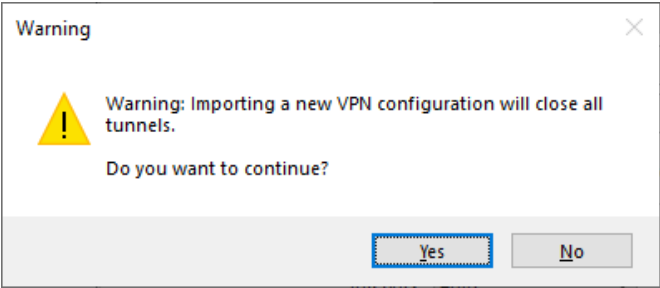 Warning
Warning: Importing a new VPN configuration will close all
tunnels.
Do you want to continue?
Yes
No